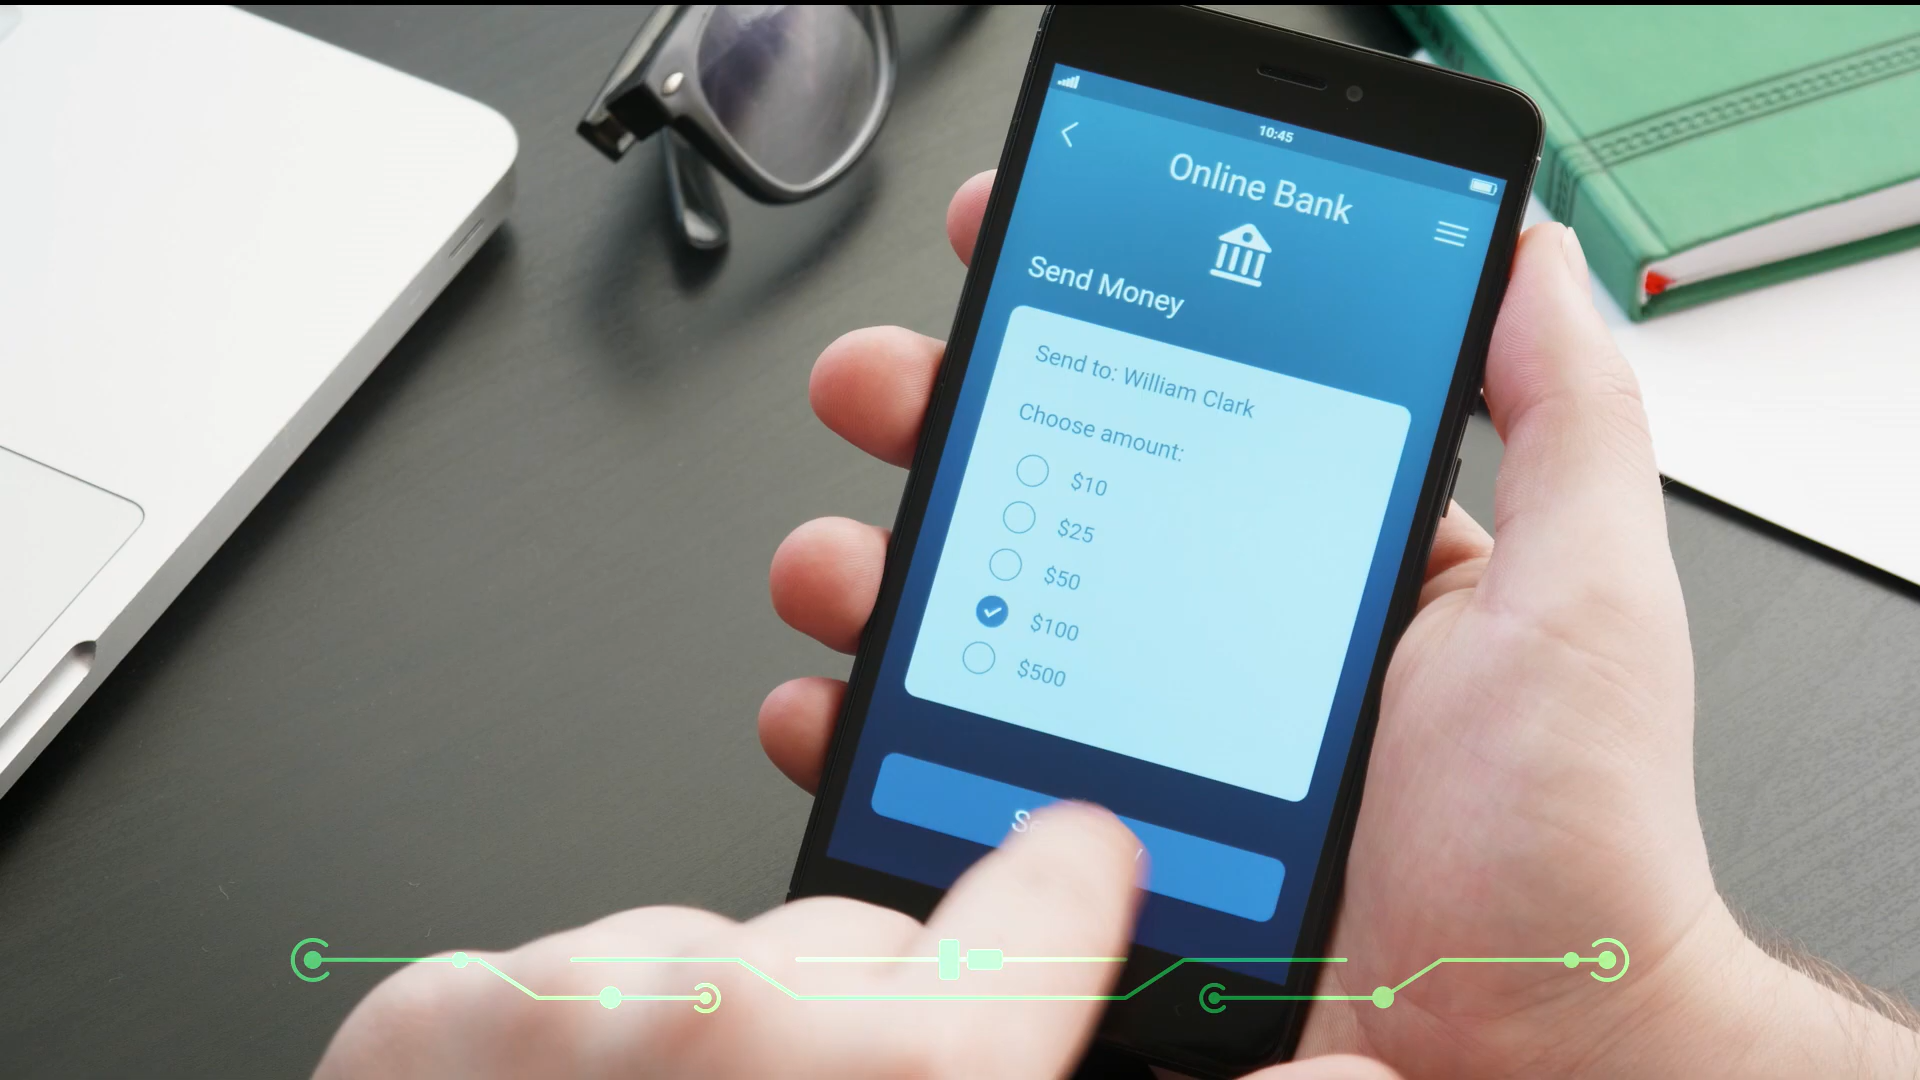 10:45
Online Bank
Send Money
Send to: William Clark
Choose amount:
$10
$25
$50
$100
$500